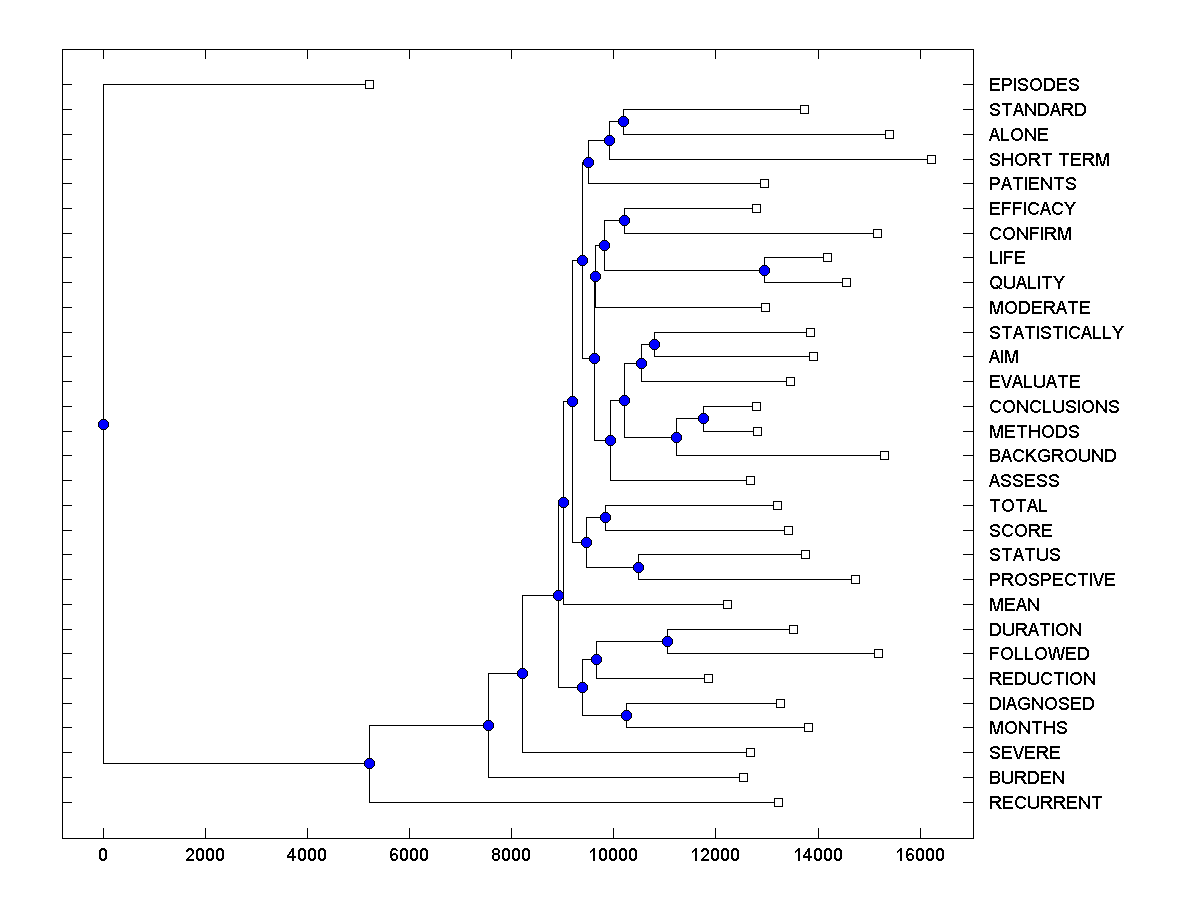 EPISODES
STANDARD
ALONE
SHORT TERM
PATIENTS
EFFICACY
CONFIRM
LIFE
QUALITY
MODERATE
STATISTICALLY
AIM
EVALUATE
CONCLUSIONS
METHODS
BACKGROUND
ASSESS
TOTAL
SCORE
STATUS
PROSPECTIVE
MEAN
DURATION
FOLLOWED
REDUCTION
DIAGNOSED
MONTHS
SEVERE
BURDEN
RECURRENT
0 2000 4000 6000 8000 10000 12000 14000 16000